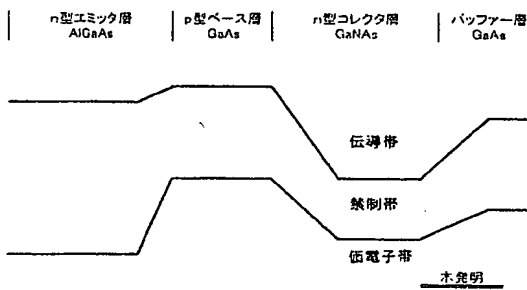 n型エミッタ層
AlGaAs
p型ベース層
GaAs
n型コレクタ層
GaNAs
バッファー層
GaAs
伝導帯
禁制帯
価電子帯
本発明